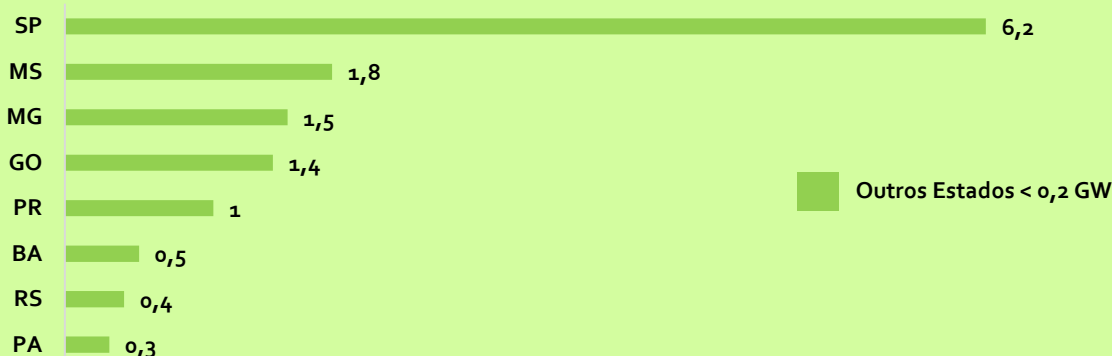 SP 6,2
MS 1,8
MG 1,5
GO 1,4
PR 1
BA 0,5
RS 0,4
PA 0,3
Outros Estados < 0,2 GW